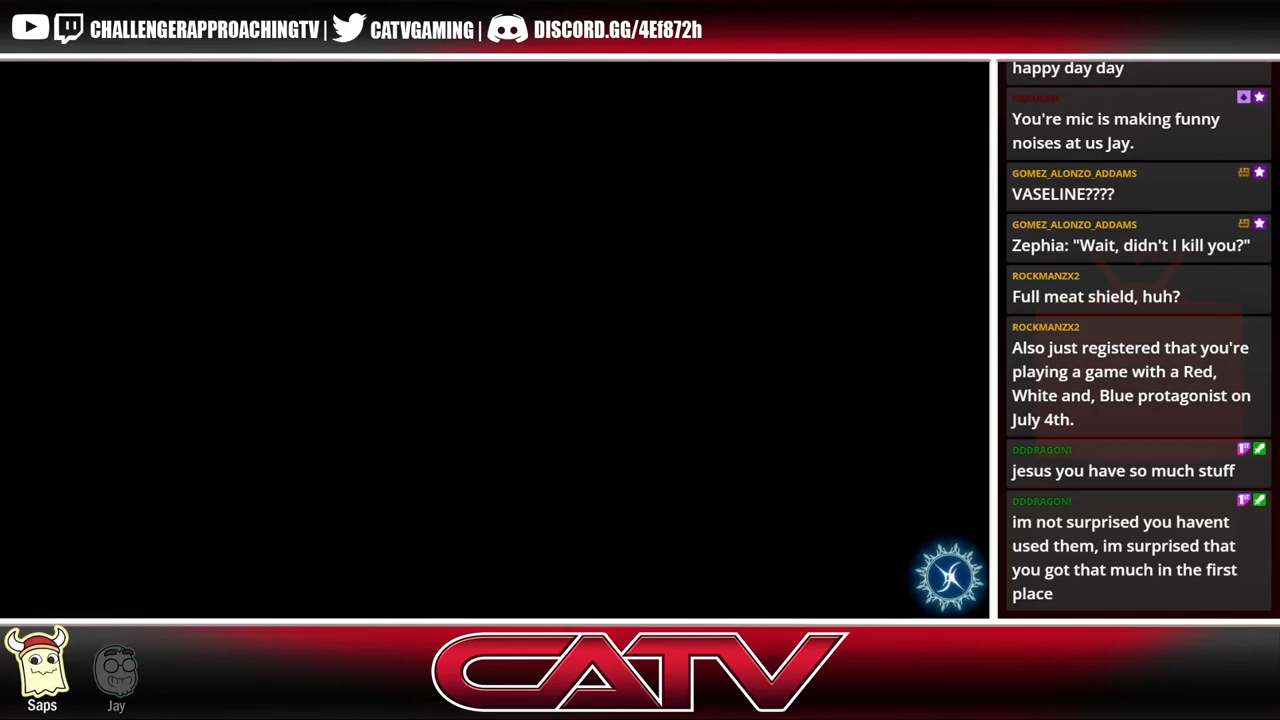 CHALLENGERAPPROACHINGTV | CATVGAMING | DISCORD.GG/4Ef872h
happy day day
You're mic is making funny
noises at us Jay.
GOMEZ_ALONZO_ADDAMS
VASELINE????
GOMEZ_ALONZO_ADDAMS
Zephia: "Wait, didn't I kill you?"
ROCKMANZX2
Full meat shield, huh?
ROCKMANZX2
Also just registered that you're
playing a game with a Red,
White and, Blue protagonist on
July 4th.
DDDRAGONI
jesus you have so much stuff
DDDRAGONI
im not surprised you havent
used them, im surprised that
you got that much in the first
place
CATV
Saps
Jay